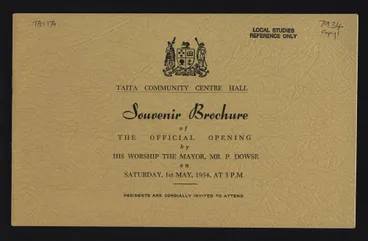 TAITA
LOCAL STUDIES
REFERENCE ONLY
TAITA COMMUNITY CENTRE HALL
Souvenir Brochure
of
THE OFFICIAL OPENING
by
HIS WORSHIP THE MAYOR, MR. P. DOWSE
on
SATURDAY, 1st MAY, 1954, AT 3 P.M.
RESIDENTS ARE CORDIALLY INVITED TO ATTEND